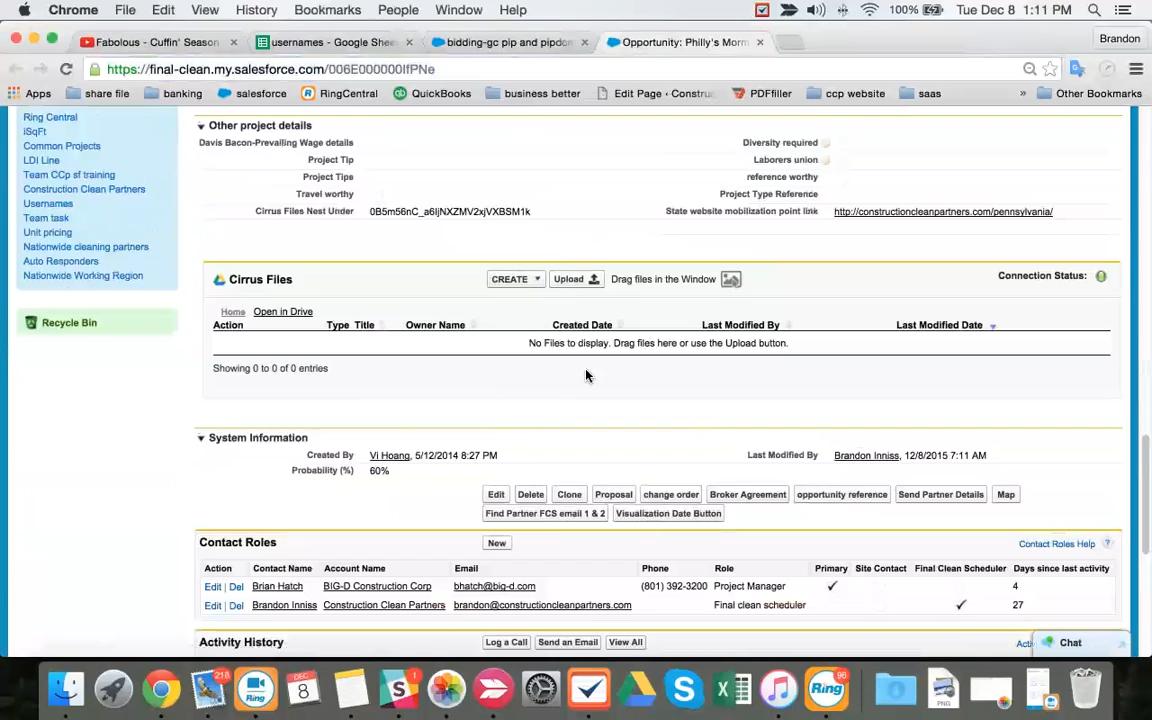 Chrome File Edit View History Bookmarks People Window Help 100% Tue Dec 8 1:11 PM
Fabolous - Cuffin' Season × usernames - Google Shee × bidding-gc pip and pipdon × Opportunity: Philly's Morn × Brandon
https://final-clean.my.salesforce.com/006E000000IfPNe
Apps share file banking salesforce RingCentral QuickBooks business better Edit Page ‹ Constru PDFfiller ccp website saas » Other Bookmarks
Ring Central
iSqFt
Common Projects
LDI Line
Team CCp sf training
Construction Clean Partners
Usernames
Team task
Unit pricing
Nationwide cleaning partners
Auto Responders
Nationwide Working Region
Recycle Bin
Other project details
Davis Bacon-Prevailing Wage details Diversity required
Project Tip Laborers union
Project Tips reference worthy
Travel worthy Project Type Reference
Cirrus Files Nest Under 0B5m56nC_a6IjNXZMV2xjVXBSM1k State website mobilization point link http://constructioncleanpartners.com/pennsylvania/
Cirrus Files CREATE Upload Drag files in the Window Connection Status:
Home Open in Drive
Action Type Title Owner Name Created Date Last Modified By Last Modified Date
No Files to display. Drag files here or use the Upload button.
Showing 0 to 0 of 0 entries
System Information
Created By Vi Hoang, 5/12/2014 8:27 PM Last Modified By Brandon Inniss, 12/8/2015 7:11 AM
Probability (%) 60%
Edit Delete Clone Proposal change order Broker Agreement opportunity reference Send Partner Details Map
Find Partner FCS email 1 & 2 Visualization Date Button
Contact Roles New Contact Roles Help ?
Action Contact Name Account Name Email Phone Role Primary Site Contact Final Clean Scheduler Days since last activity
Edit | Del Brian Hatch BIG-D Construction Corp bhatch@big-d.com (801) 392-3200 Project Manager ✓ 4
Edit | Del Brandon Inniss Construction Clean Partners brandon@constructioncleanpartners.com Final clean scheduler ✓ 27
Activity History Log a Call Send an Email View All Acti
Chat
218 Ring DEC 8 1 Ring 96 PNG